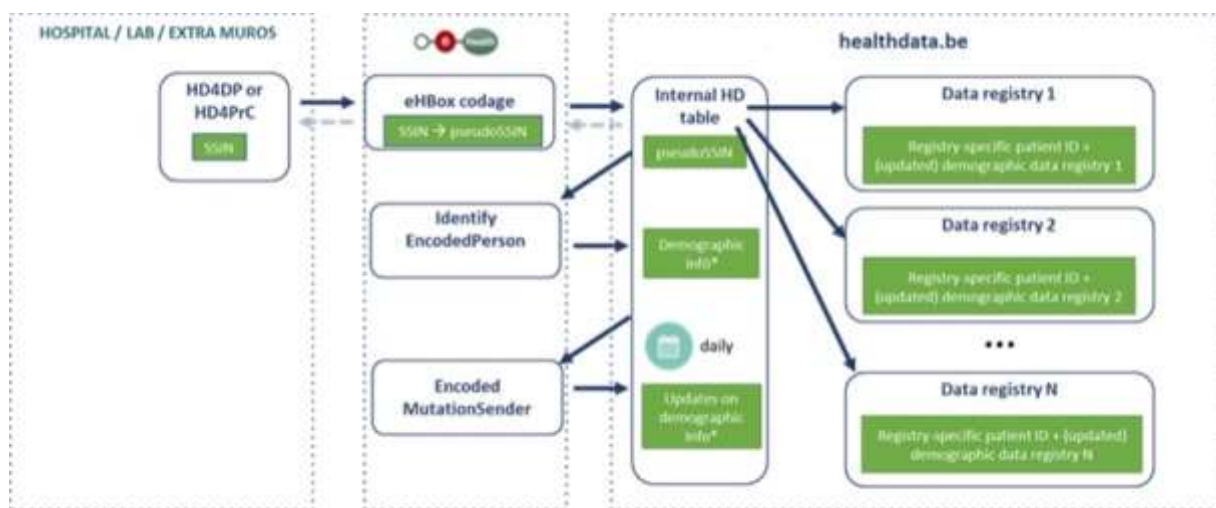 HOSPITAL / LAB / EXTRA MUROS
HD4DP or
HD4PrC
SSIN
health
eHBox codage
SSIN → pseudoSSIN
Identify
EncodedPerson
Encoded
MutationSender
healthdata.be
Internal HD
table
pseudoSSIN
Demographic
info*
daily
Updates on
demographic
info*
Data registry 1
Registry-specific patient ID +
(updated) demographic data registry 1
Data registry 2
Registry-specific patient ID +
(updated) demographic data registry 2
•••
Data registry N
Registry-specific patient ID + (updated)
demographic data registry N